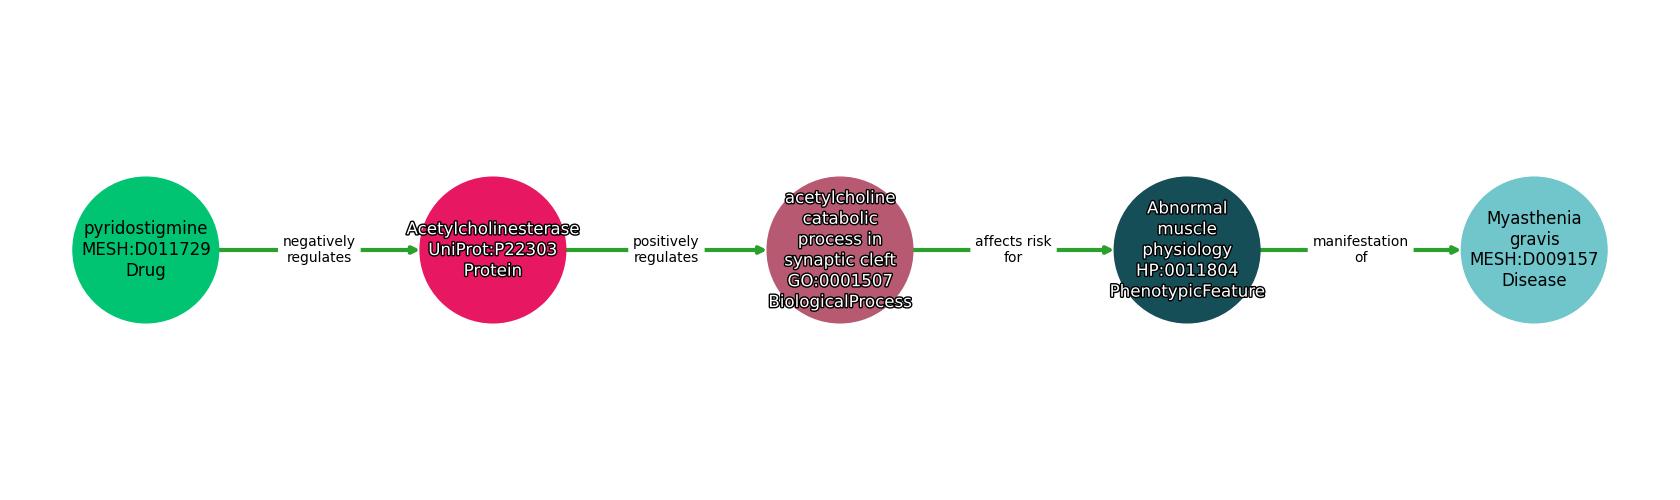 pyridostigmine
MESH:D011729
Drug
negatively
regulates
Acetylcholinesterase
UniProt:P22303
Protein
positively
regulates
acetylcholine
catabolic
process in
synaptic cleft
GO:0001507
BiologicalProcess
affects risk
for
Abnormal
muscle
physiology
HP:0011804
PhenotypicFeature
manifestation
of
Myasthenia
gravis
MESH:D009157
Disease